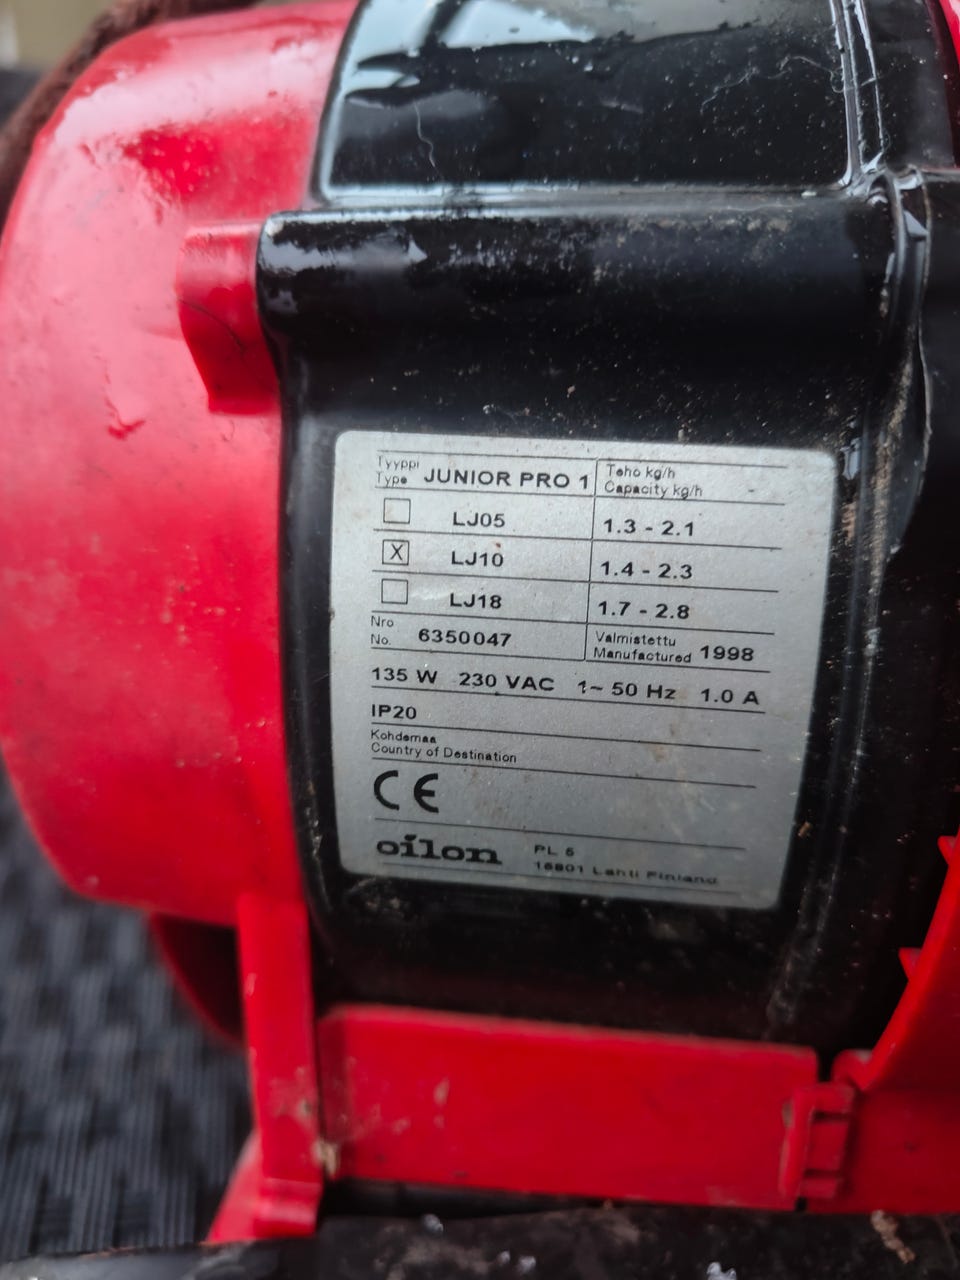 Tyyppi
Type JUNIOR PRO 1
Teho kg/h
Capacity kg/h
LJ05 1.3 - 2.1
X LJ10 1.4 - 2.3
LJ18 1.7 - 2.8
Nro
No. 6350047
Valmistettu
Manufactured 1998
135 W 230 VAC 1~ 50 Hz 1.0 A
IP20
Kohdemaa
Country of Destination
CE
oilon
PL 5
15801 Lahti Finland